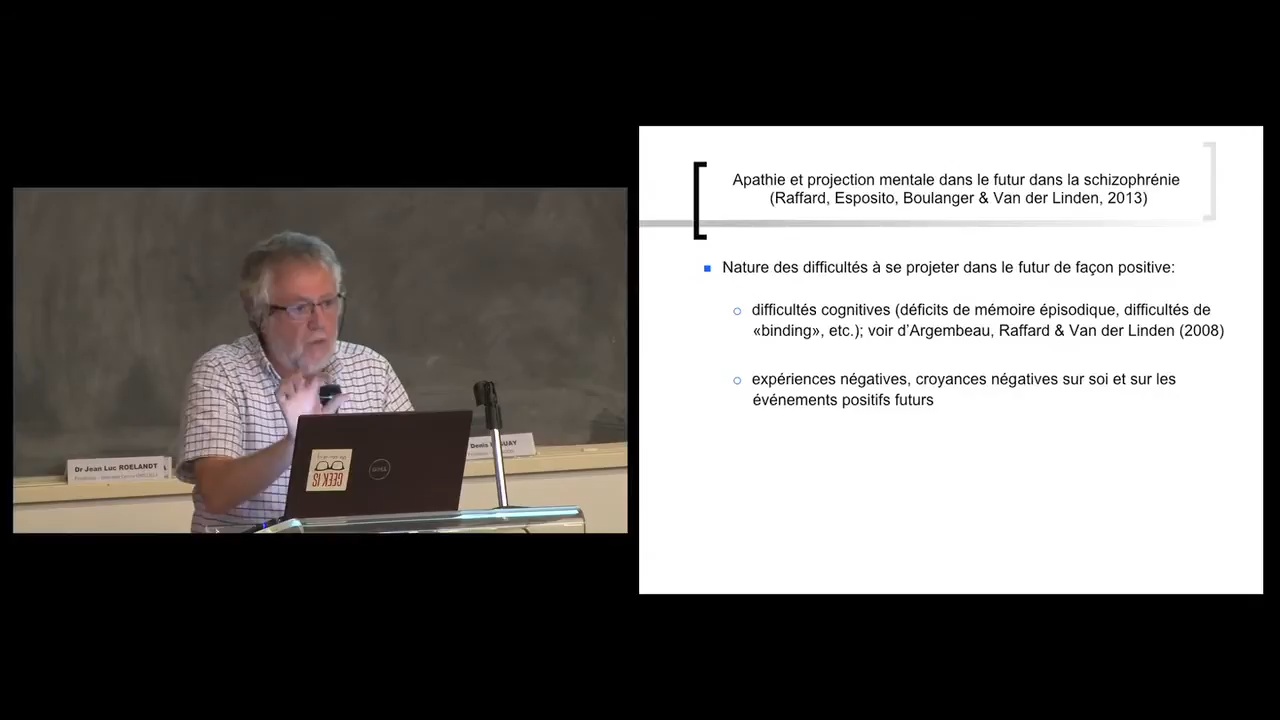 Dr Jean Luc ROELANDT
Denis
GEEK IS
DELL
Apathie et projection mentale dans le futur dans la schizophrénie
(Raffard, Esposito, Boulanger & Van der Linden, 2013)
Nature des difficultés à se projeter dans le futur de façon positive:
difficultés cognitives (déficits de mémoire épisodique, difficultés de
«binding», etc.); voir d'Argembeau, Raffard & Van der Linden (2008)
expériences négatives, croyances négatives sur soi et sur les
événements positifs futurs